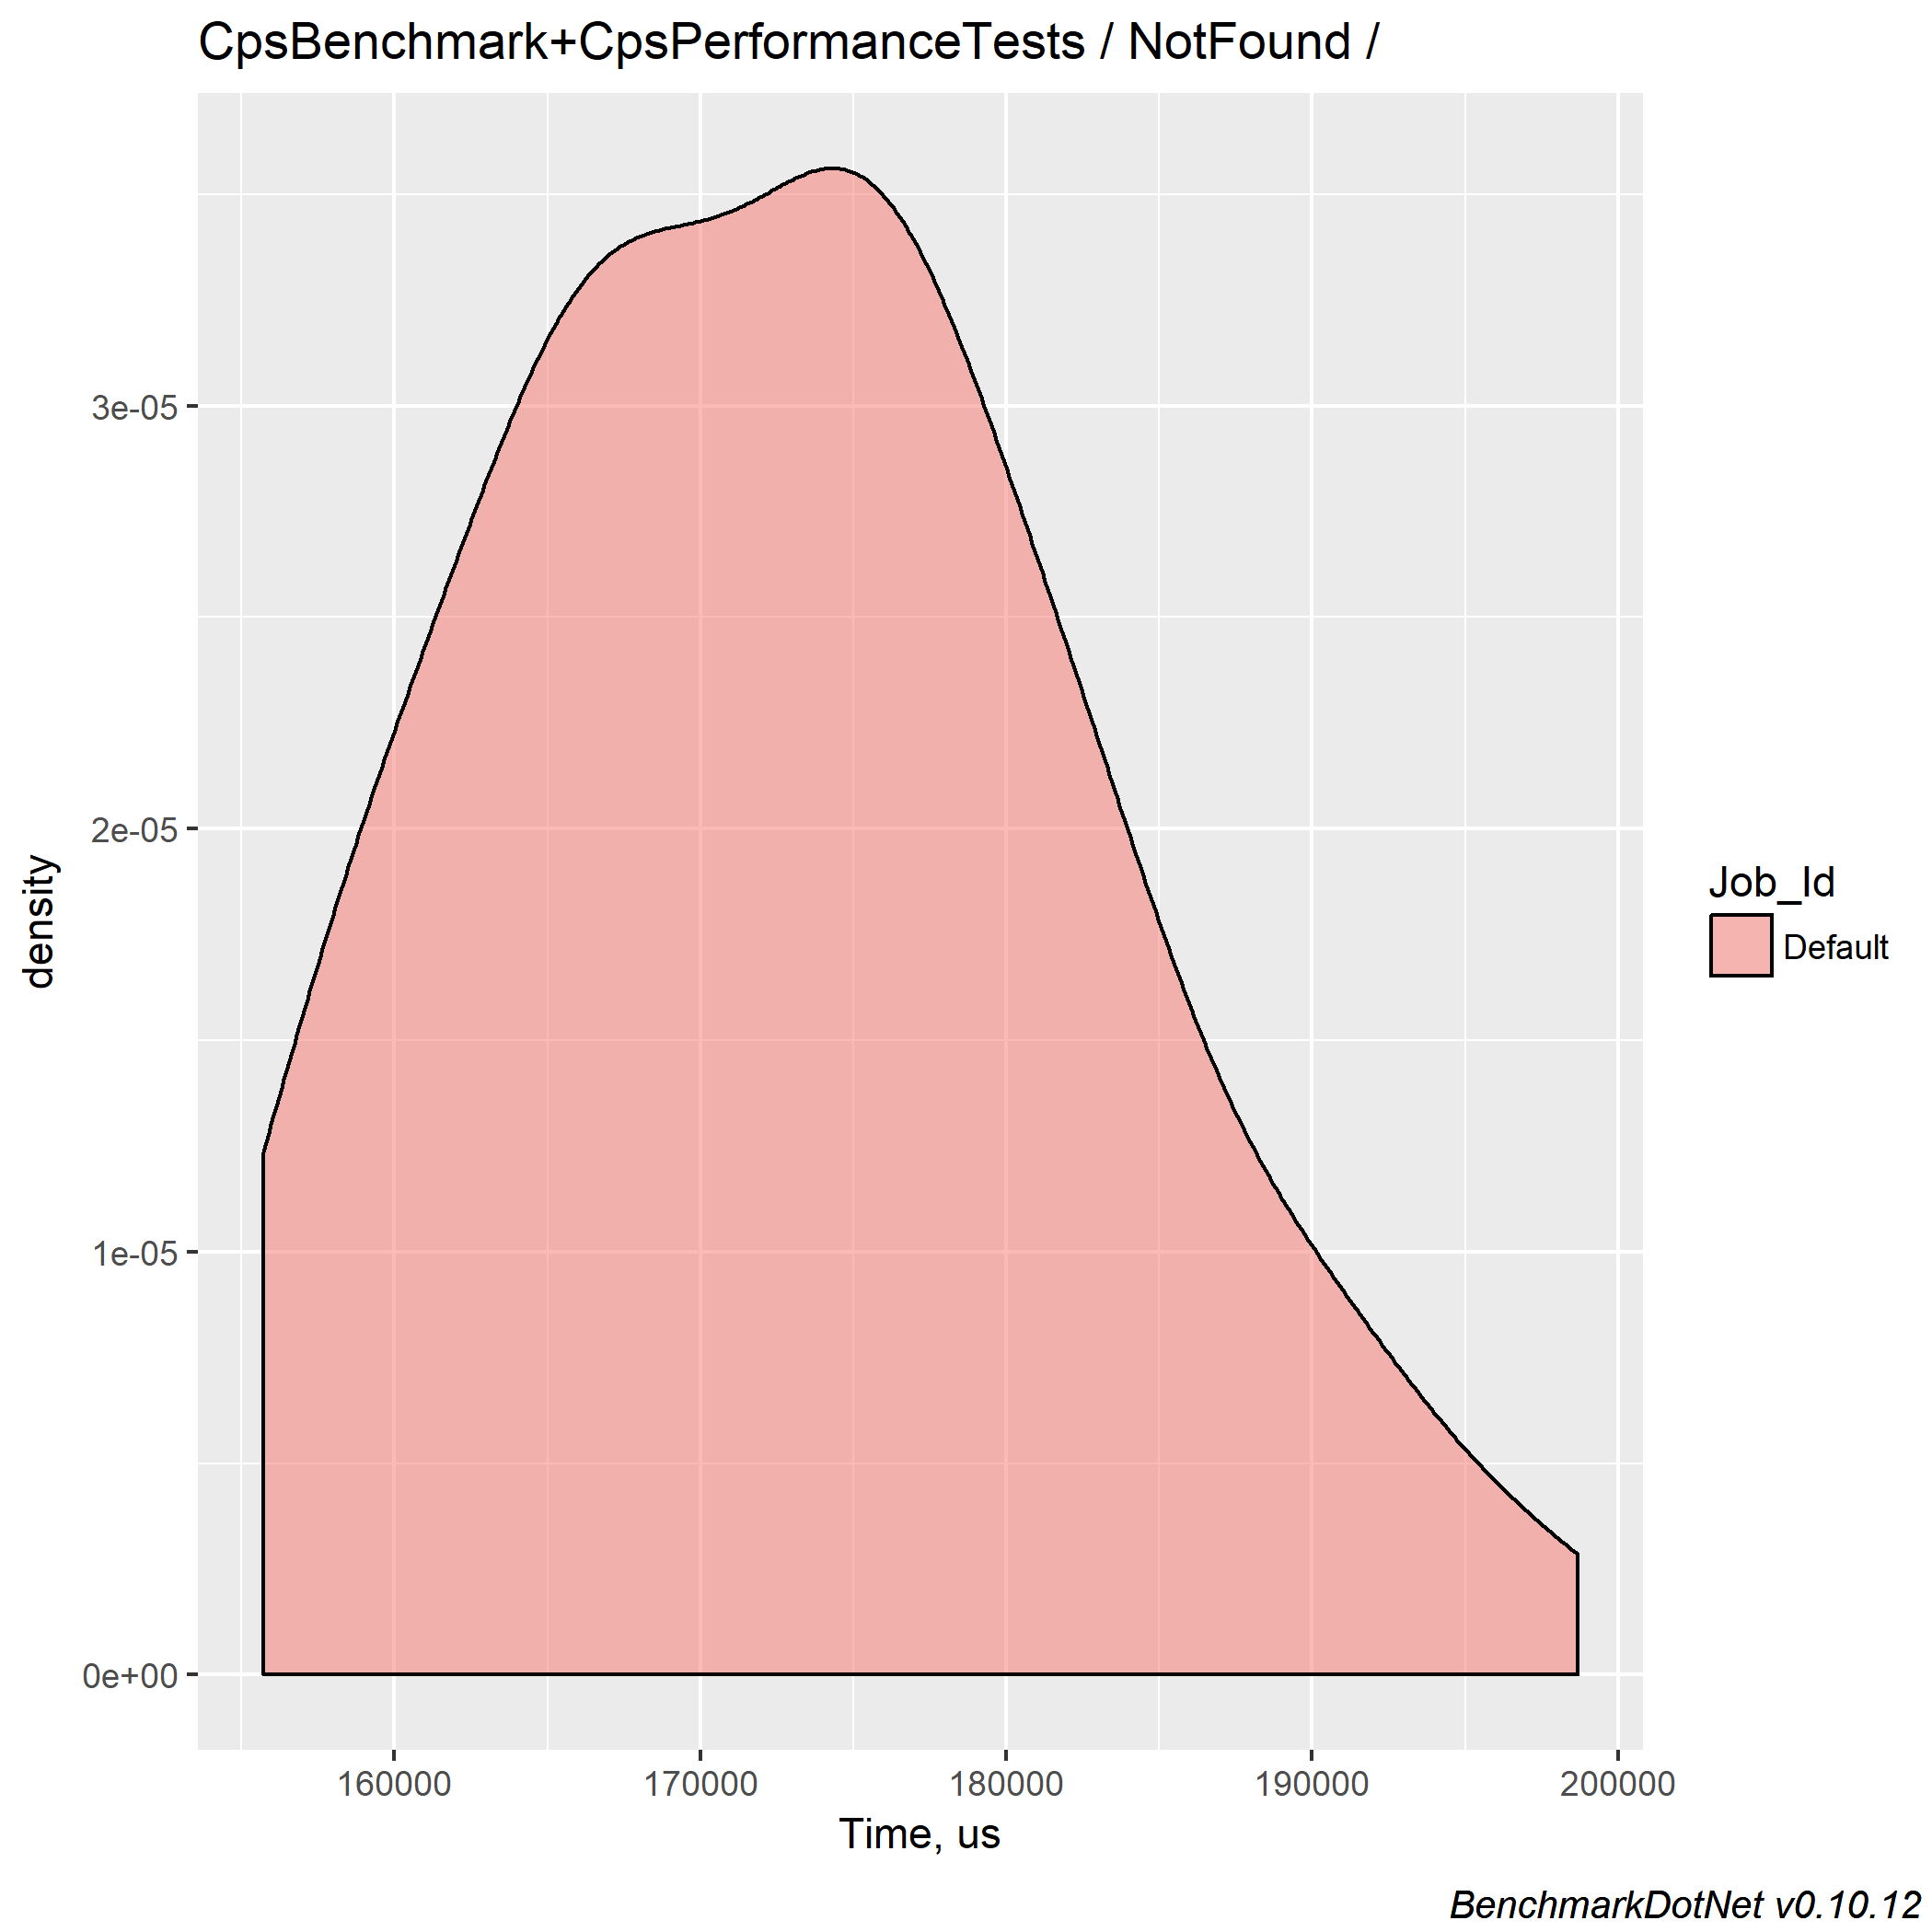 CpsBenchmark+CpsPerformanceTests / NotFound /
3e-05
2e-05
1e-05
0e+00
density
160000 170000 180000 190000 200000
Time, us
Job_Id
Default
BenchmarkDotNet v0.10.12